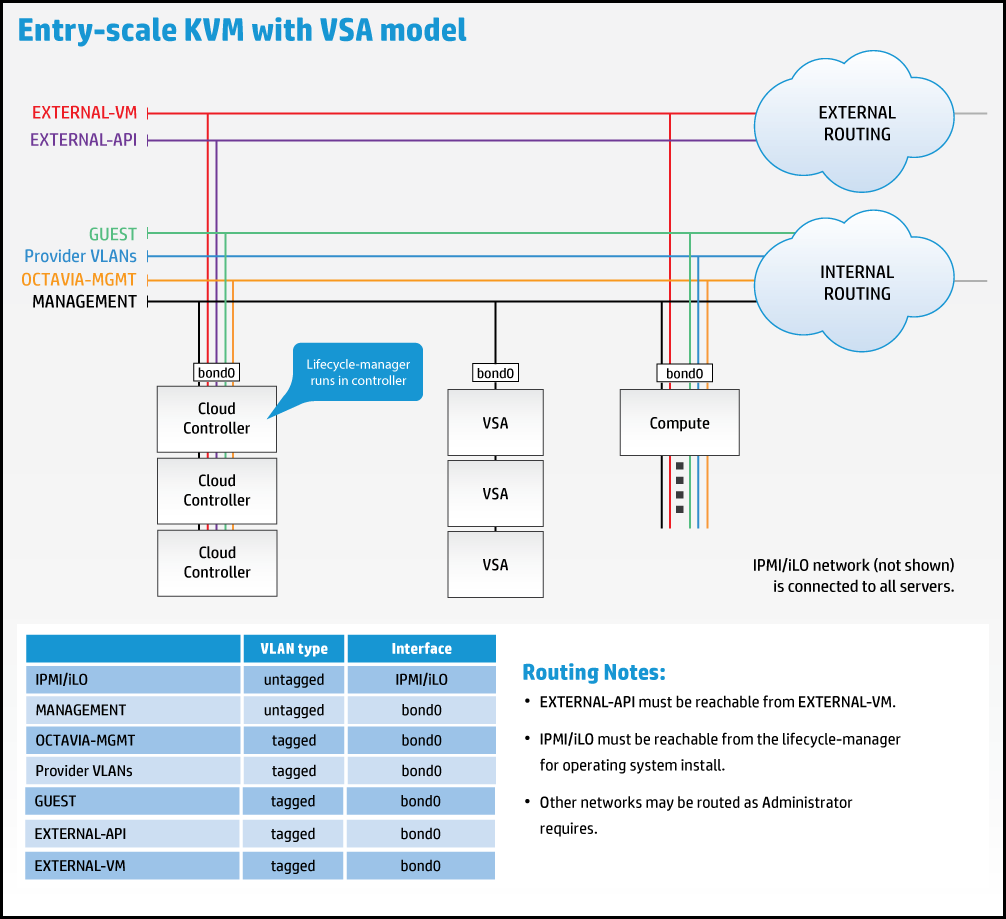 Entry-scale KVM with VSA model
EXTERNAL-VM
EXTERNAL-API
EXTERNAL
ROUTING
GUEST
Provider VLANs
OCTAVIA-MGMT
MANAGEMENT
INTERNAL
ROUTING
Lifecycle-manager
runs in controller
bond0
bond0
bond0
Cloud
Controller
VSA
Compute
Cloud
Controller
VSA
Cloud
Controller
VSA
IPMI/iLO network (not shown)
is connected to all servers.
VLAN type Interface
IPMI/iLO untagged IPMI/iLO
MANAGEMENT untagged bond0
OCTAVIA-MGMT tagged bond0
Provider VLANs tagged bond0
GUEST tagged bond0
EXTERNAL-API tagged bond0
EXTERNAL-VM tagged bond0
Routing Notes:
• EXTERNAL-API must be reachable from EXTERNAL-VM.
• IPMI/iLO must be reachable from the lifecycle-manager
for operating system install.
• Other networks may be routed as Administrator
requires.